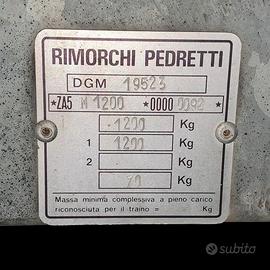 RIMORCHI PEDRETTI
DGM 19523
*ZA5 M 1200 *0000 0092*
1200 Kg
1 1200 Kg
2 - Kg
70 Kg
Massa minima complessiva a pieno carico
riconosciuta per il traino = Kg
subito